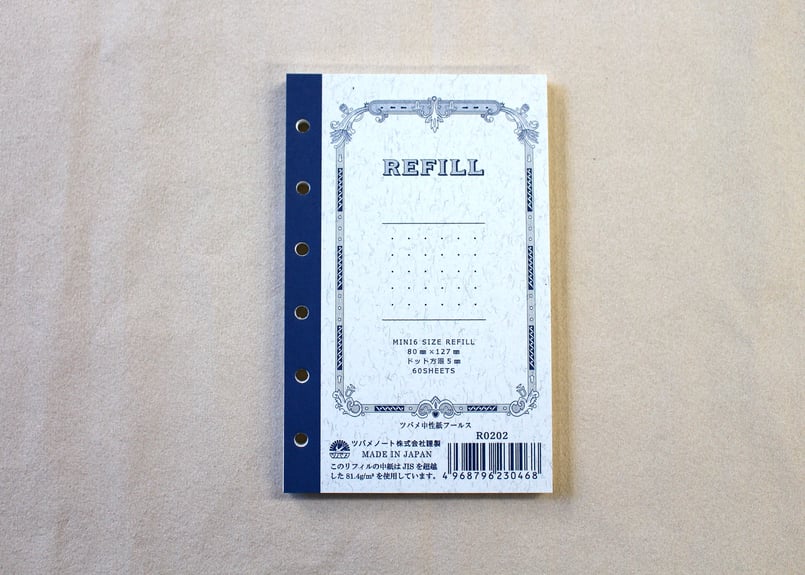 REFILL
MINI6 SIZE REFILL
80㎜×127㎜
ドット方眼5㎜
60SHEETS
ツバメ中性紙フールス
R0202
ツバメノート株式会社謹製
MADE IN JAPAN
このリフィルの中紙はJISを超越
した81.4g/m²を使用しています。
4968796230468